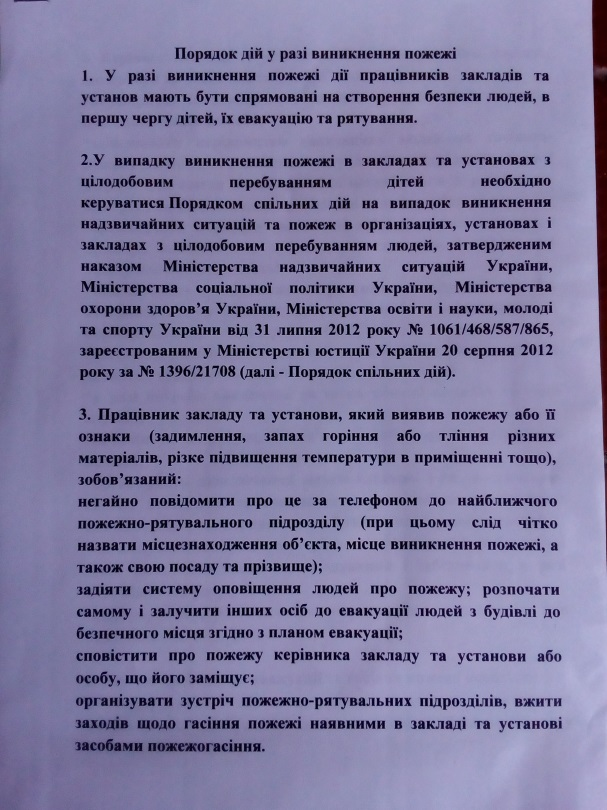 Порядок дій у разі виникнення пожежі
1. У разі виникнення пожежі дії працівників закладів та
установ мають бути спрямовані на створення безпеки людей, в
першу чергу дітей, їх евакуацію та рятування.
2.У випадку виникнення пожежі в закладах та установах з
цілодобовим перебуванням дітей необхідно
керуватися Порядком спільних дій на випадок виникнення
надзвичайних ситуацій та пожеж в організаціях, установах і
закладах з цілодобовим перебуванням людей, затвердженим
наказом Міністерства надзвичайних ситуацій України,
Міністерства соціальної політики України, Міністерства
охорони здоров’я України, Міністерства освіти і науки, молоді
та спорту України від 31 липня 2012 року № 1061/468/587/865,
зареєстрованим у Міністерстві юстиції України 20 серпня 2012
року за № 1396/21708 (далі - Порядок спільних дій).
3. Працівник закладу та установи, який виявив пожежу або її
ознаки (задимлення, запах горіння або тління різних
матеріалів, різке підвищення температури в приміщенні тощо),
зобов’язаний:
негайно повідомити про це за телефоном до найближчого
пожежно-рятувального підрозділу (при цьому слід чітко
назвати місцезнаходження об’єкта, місце виникнення пожежі, а
також свою посаду та прізвище);
задіяти систему оповіщення людей про пожежу; розпочати
самому і залучити інших осіб до евакуації людей з будівлі до
безпечного місця згідно з планом евакуації;
сповістити про пожежу керівника закладу та установи або
особу, що його заміщує;
організувати зустріч пожежно-рятувальних підрозділів, вжити
заходів щодо гасіння пожежі наявними в закладі та установі
засобами пожежогасіння.